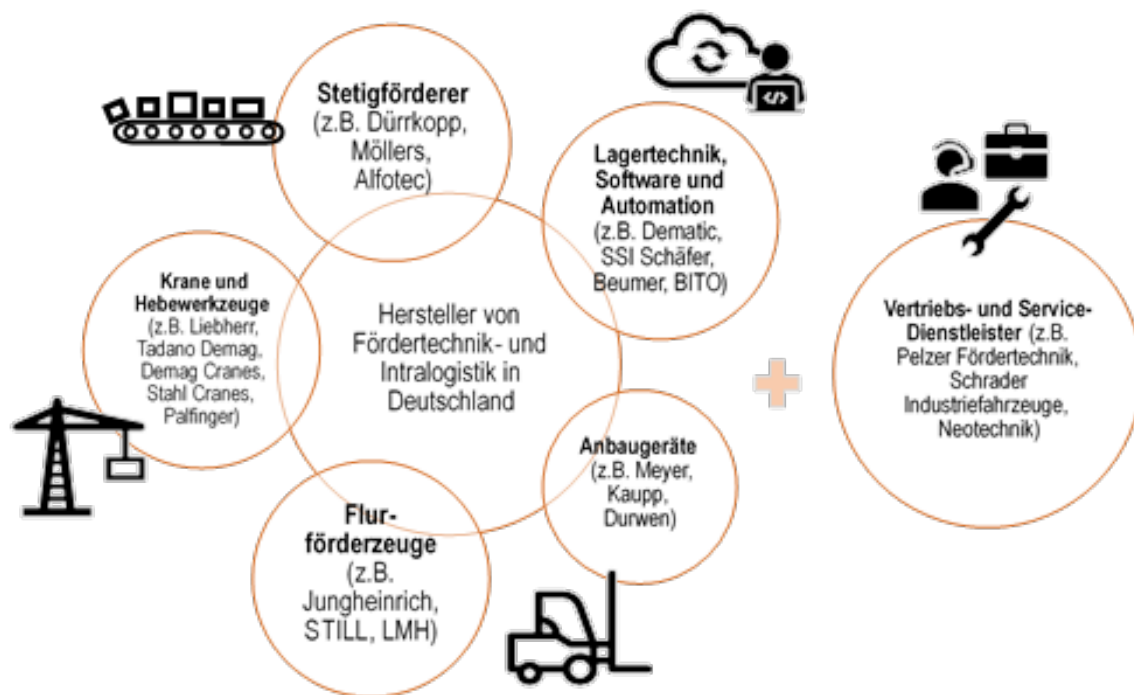 Stetigförderer
(z.B. Dürrkopp,
Möllers,
Alfotec)
Lagertechnik,
Software und
Automation
(z.B. Dematic,
SSI Schäfer,
Beumer, BITO)
Krane und
Hebewerkzeuge
(z.B. Liebherr,
Tadano Demag,
Demag Cranes,
Stahl Cranes,
Palfinger)
Hersteller von
Fördertechnik- und
Intralogistik in
Deutschland
Vertriebs- und Service-
Dienstleister (z.B.
Pelzer Fördertechnik,
Schrader
Industriefahrzeuge,
Neotechnik)
Anbaugeräte
(z.B. Meyer,
Kaupp,
Durwen)
Flur-
förderzeuge
(z.B.
Jungheinrich,
STILL, LMH)